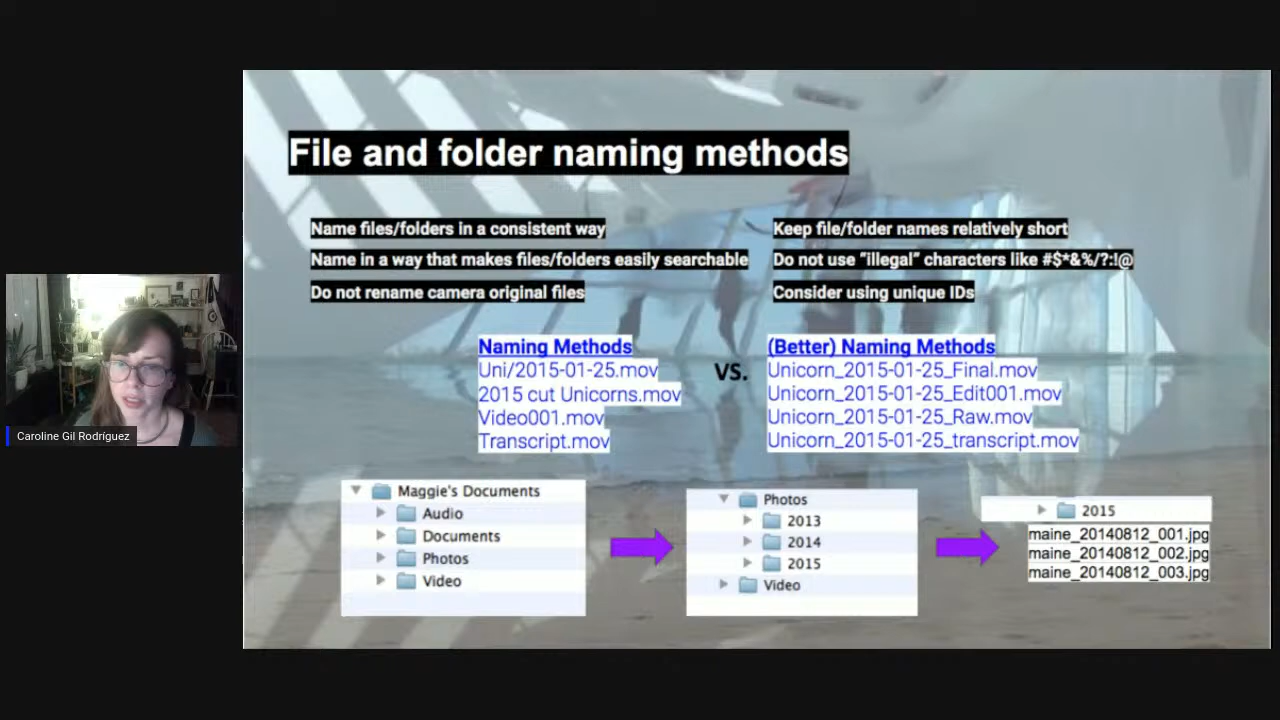 File and folder naming methods
Name files/folders in a consistent way
Name in a way that makes files/folders easily searchable
Do not rename camera original files
Keep file/folder names relatively short
Do not use “illegal” characters like #$*&%/?:!@
Consider using unique IDs
Naming Methods
Uni/2015-01-25.mov
2015 cut Unicorns.mov
Video001.mov
Transcript.mov
VS.
(Better) Naming Methods
Unicorn_2015-01-25_Final.mov
Unicorn_2015-01-25_Edit001.mov
Unicorn_2015-01-25_Raw.mov
Unicorn_2015-01-25_transcript.mov
Maggie's Documents
Audio
Documents
Photos
Video
Photos
2013
2014
2015
Video
2015
maine_20140812_001.jpg
maine_20140812_002.jpg
maine_20140812_003.jpg
Caroline Gil Rodríguez